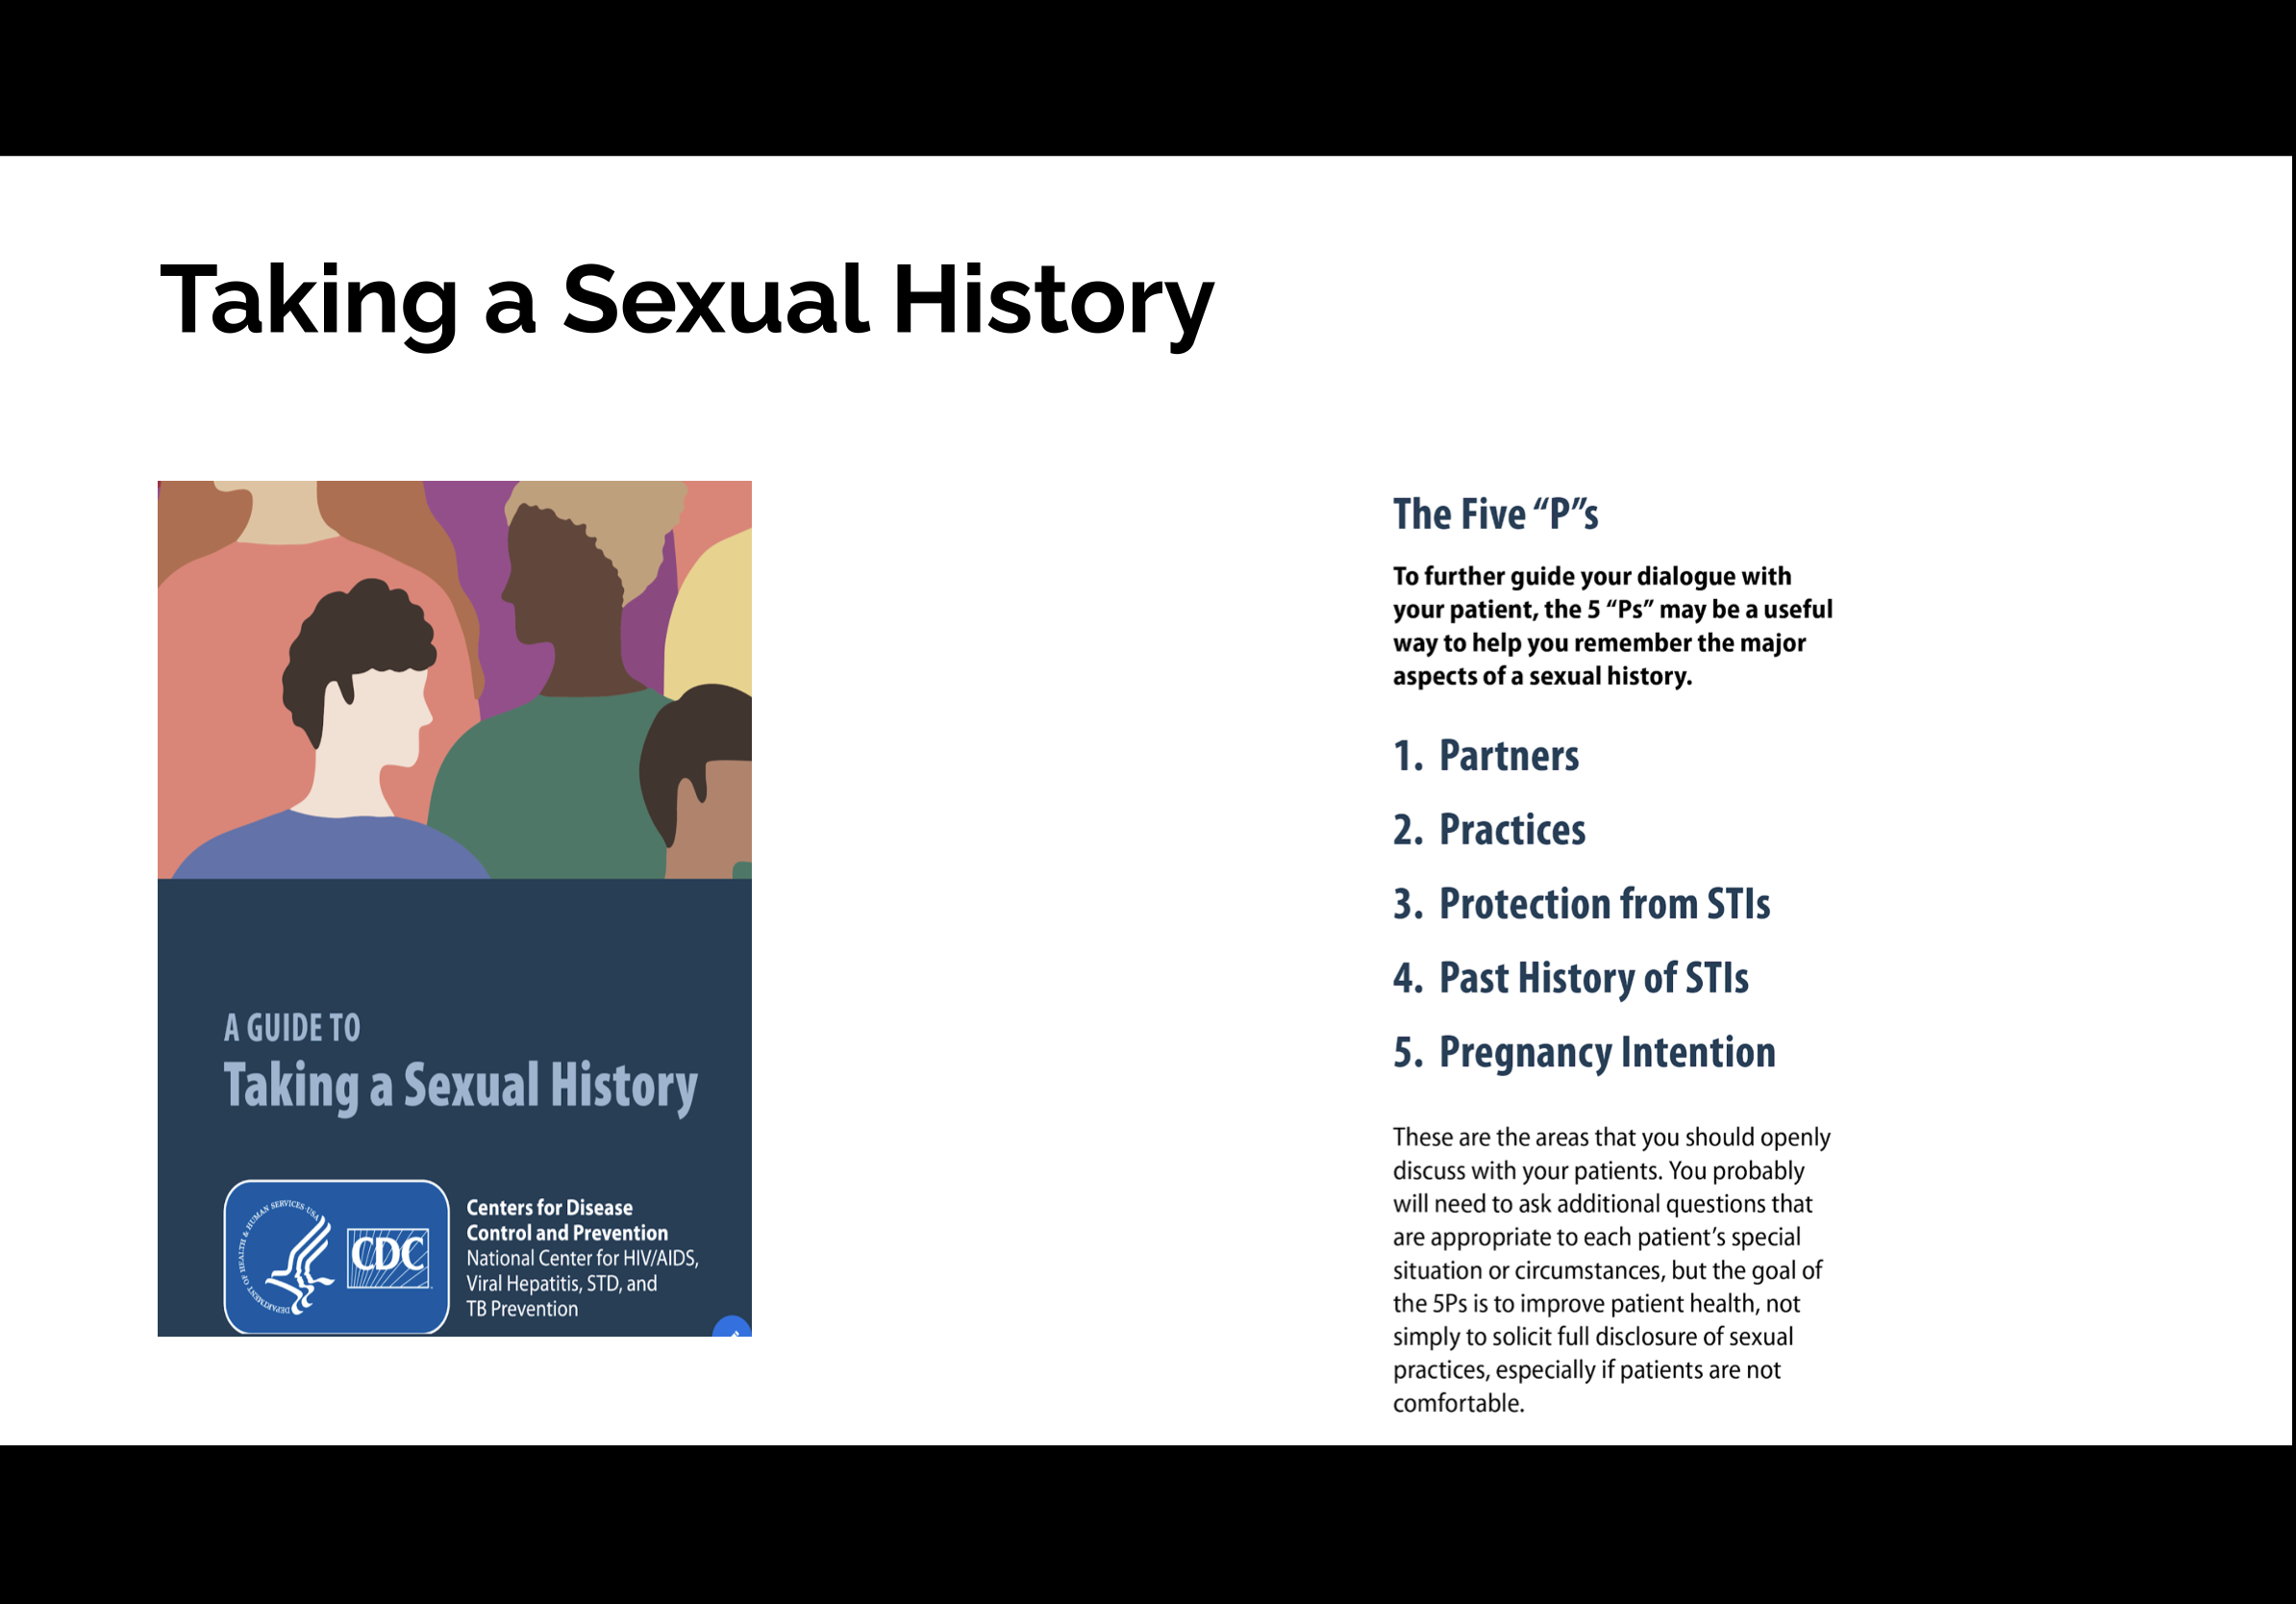 Taking a Sexual History
A GUIDE TO
Taking a Sexual History
DEPARTMENT OF HEALTH & HUMAN SERVICES · USA
CDC
Centers for Disease
Control and Prevention
National Center for HIV/AIDS,
Viral Hepatitis, STD, and
TB Prevention
The Five “P”s
To further guide your dialogue with
your patient, the 5 “Ps” may be a useful
way to help you remember the major
aspects of a sexual history.
1. Partners
2. Practices
3. Protection from STIs
4. Past History of STIs
5. Pregnancy Intention
These are the areas that you should openly
discuss with your patients. You probably
will need to ask additional questions that
are appropriate to each patient’s special
situation or circumstances, but the goal of
the 5Ps is to improve patient health, not
simply to solicit full disclosure of sexual
practices, especially if patients are not
comfortable.